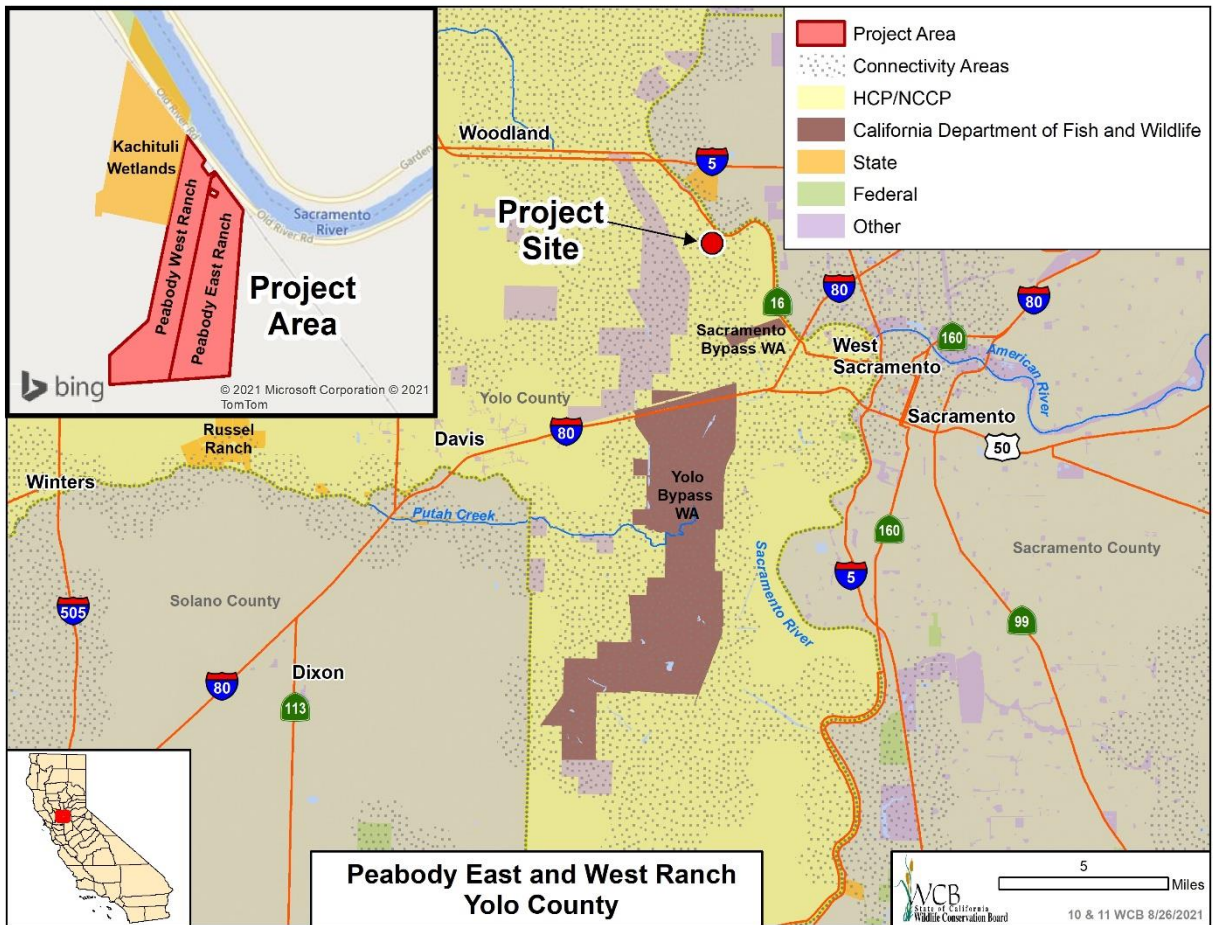 Project Area
Connectivity Areas
HCP/NCCP
California Department of Fish and Wildlife
State
Federal
Other
Kachituli
Wetlands
Old River Rd
Old River Rd
Garden
Sacramento
River
Peabody West Ranch
Peabody East Ranch
Project
Area
bing
© 2021 Microsoft Corporation © 2021
TomTom
Woodland
5
Project
Site
80
16
80
Sacramento
Bypass WA
West
Sacramento
160
American River
Yolo County
Sacramento
50
Russel
Ranch
Davis
80
Winters
Yolo
Bypass
WA
Putah Creek
160
Sacramento County
Sacramento River
5
Solano County
505
99
Dixon
80
113
Peabody East and West Ranch
Yolo County
WCB
State of California
Wildlife Conservation Board
5
Miles
10 & 11 WCB 8/26/2021